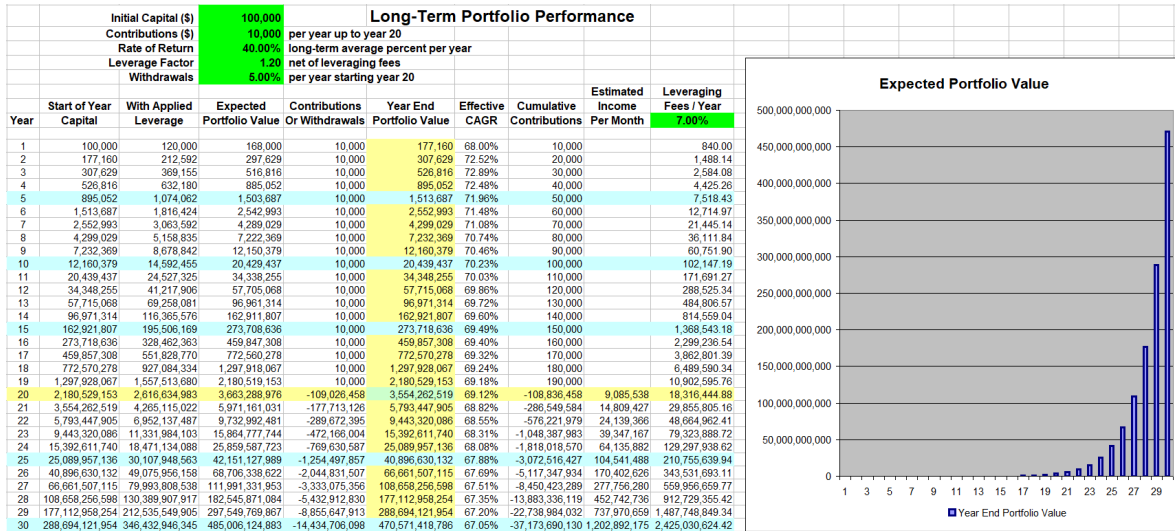 Initial Capital ($) 100,000 Long-Term Portfolio Performance
Contributions ($) 10,000 per year up to year 20
Rate of Return 40.00% long-term average percent per year
Leverage Factor 1.20 net of leveraging fees
Withdrawals 5.00% per year starting year 20
Estimated Leveraging
Start of Year With Applied Expected Contributions Year End Effective Cumulative Income Fees / Year
Year Capital Leverage Portfolio Value Or Withdrawals Portfolio Value CAGR Contributions Per Month 7.00%
1 100,000 120,000 168,000 10,000 177,160 68.00% 10,000 840.00
2 177,160 212,592 297,629 10,000 307,629 72.52% 20,000 1,488.14
3 307,629 369,155 516,816 10,000 526,816 72.89% 30,000 2,584.08
4 526,816 632,180 885,052 10,000 895,052 72.48% 40,000 4,425.26
5 895,052 1,074,062 1,503,687 10,000 1,513,687 71.96% 50,000 7,518.43
6 1,513,687 1,816,424 2,542,993 10,000 2,552,993 71.48% 60,000 12,714.97
7 2,552,993 3,063,592 4,289,029 10,000 4,299,029 71.08% 70,000 21,445.14
8 4,299,029 5,158,835 7,222,369 10,000 7,232,369 70.74% 80,000 36,111.84
9 7,232,369 8,678,842 12,150,379 10,000 12,160,379 70.46% 90,000 60,751.90
10 12,160,379 14,592,455 20,429,437 10,000 20,439,437 70.23% 100,000 102,147.19
11 20,439,437 24,527,325 34,338,255 10,000 34,348,255 70.03% 110,000 171,691.27
12 34,348,255 41,217,906 57,705,068 10,000 57,715,068 69.86% 120,000 288,525.34
13 57,715,068 69,258,081 96,961,314 10,000 96,971,314 69.72% 130,000 484,806.57
14 96,971,314 116,365,576 162,911,807 10,000 162,921,807 69.60% 140,000 814,559.04
15 162,921,807 195,506,169 273,708,636 10,000 273,718,636 69.49% 150,000 1,368,543.18
16 273,718,636 328,462,363 459,847,308 10,000 459,857,308 69.40% 160,000 2,299,236.54
17 459,857,308 551,828,770 772,560,278 10,000 772,570,278 69.32% 170,000 3,862,801.39
18 772,570,278 927,084,334 1,297,918,067 10,000 1,297,928,067 69.24% 180,000 6,489,590.34
19 1,297,928,067 1,557,513,680 2,180,519,153 10,000 2,180,529,153 69.18% 190,000 10,902,595.76
20 2,180,529,153 2,616,634,983 3,663,288,976 -109,026,458 3,554,262,519 69.12% -108,836,458 9,085,538 18,316,444.88
21 3,554,262,519 4,265,115,022 5,971,161,031 -177,713,126 5,793,447,905 68.82% -286,549,584 14,809,427 29,855,805.16
22 5,793,447,905 6,952,137,487 9,732,992,481 -289,672,395 9,443,320,086 68.55% -576,221,979 24,139,366 48,664,962.41
23 9,443,320,086 11,331,984,103 15,864,777,744 -472,166,004 15,392,611,740 68.31% -1,048,387,983 39,347,167 79,323,888.72
24 15,392,611,740 18,471,134,088 25,859,587,723 -769,630,587 25,089,957,136 68.08% -1,818,018,570 64,135,882 129,297,938.62
25 25,089,957,136 30,107,948,563 42,151,127,989 -1,254,497,857 40,896,630,132 67.88% -3,072,516,427 104,541,488 210,755,639.94
26 40,896,630,132 49,075,956,158 68,706,338,622 -2,044,831,507 66,661,507,115 67.69% -5,117,347,934 170,402,626 343,531,693.11
27 66,661,507,115 79,993,808,538 111,991,331,953 -3,333,075,356 108,658,256,598 67.51% -8,450,423,289 277,756,280 559,956,659.77
28 108,658,256,598 130,389,907,917 182,545,871,084 -5,432,912,830 177,112,958,254 67.35% -13,883,336,119 452,742,736 912,729,355.42
29 177,112,958,254 212,535,549,905 297,549,769,867 -8,855,647,913 288,694,121,954 67.20% -22,738,984,032 737,970,659 1,487,748,849.34
30 288,694,121,954 346,432,946,345 485,006,124,883 -14,434,706,098 470,571,418,786 67.05% -37,173,690,130 1,202,892,175 2,425,030,624.42
Expected Portfolio Value
500,000,000,000
450,000,000,000
400,000,000,000
350,000,000,000
300,000,000,000
250,000,000,000
200,000,000,000
150,000,000,000
100,000,000,000
50,000,000,000
0
1 3 5 7 9 11 13 15 17 19 21 23 25 27 29
Year End Portfolio Value